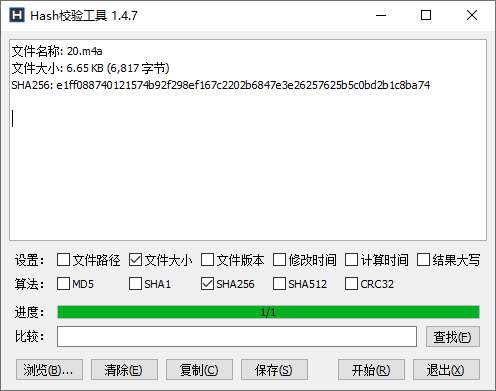 Hash校验工具 1.4.7
文件名称: 20.m4a
文件大小: 6.65 KB (6,817 字节)
SHA256: e1ff088740121574b92f298ef167c2202b6847e3e26257625b5c0bd2b1c8ba74
设置: 文件路径 文件大小 文件版本 修改时间 计算时间 结果大写
算法: MD5 SHA1 SHA256 SHA512 CRC32
进度: 1/1
比较: 查找(F)
浏览(B)... 清除(E) 复制(C) 保存(S) 开始(R) 退出(X)